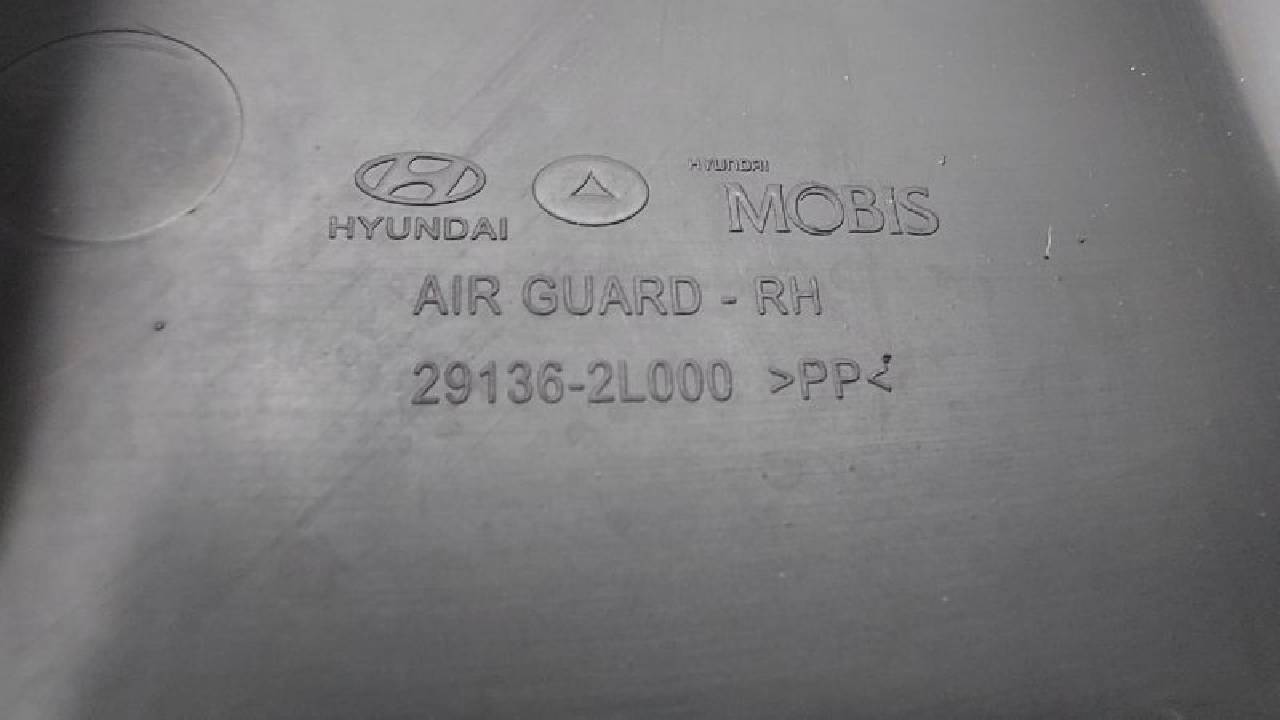 HYUNDAI
HYUNDAI
MOBIS
AIR GUARD - RH
29136-2L000 >PP<